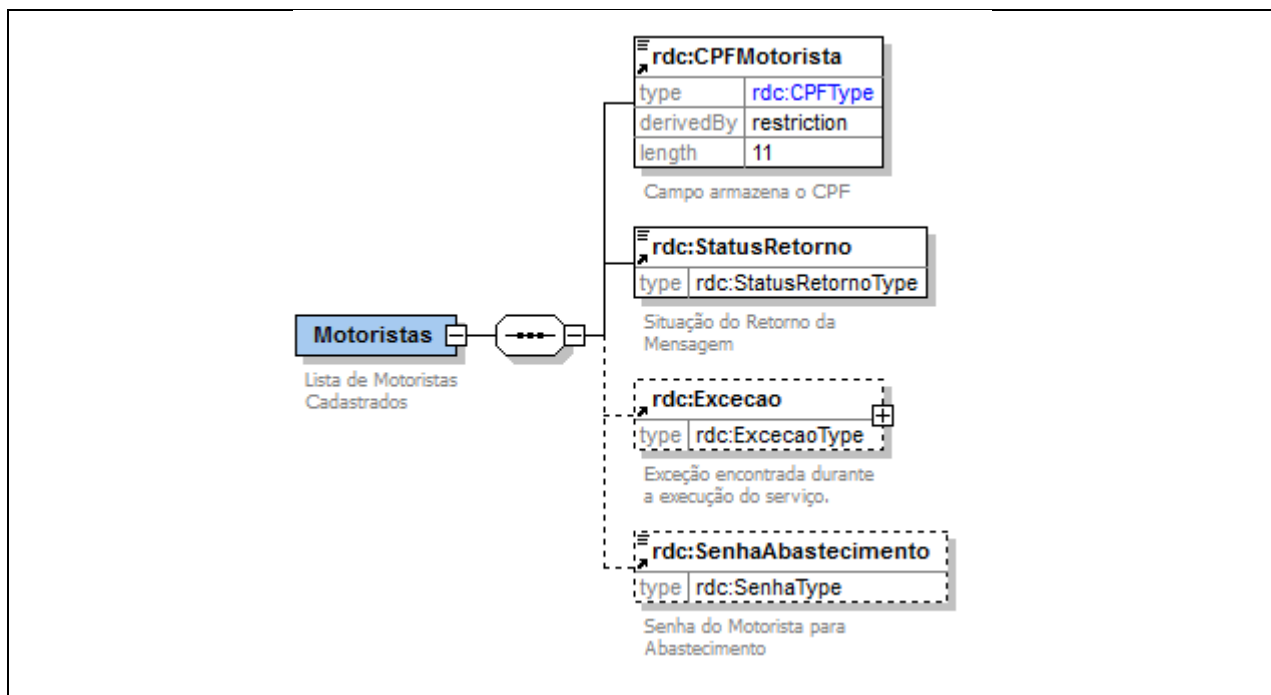 rdc:CPFMotorista
type rdc:CPFType
derivedBy restriction
length 11
Campo armazena o CPF
rdc:StatusRetorno
type rdc:StatusRetornoType
Situação do Retorno da
Mensagem
Motoristas
Lista de Motoristas
Cadastrados
rdc:Excecao
type rdc:ExcecaoType
Exceção encontrada durante
a execução do serviço.
rdc:SenhaAbastecimento
type rdc:SenhaType
Senha do Motorista para
Abastecimento